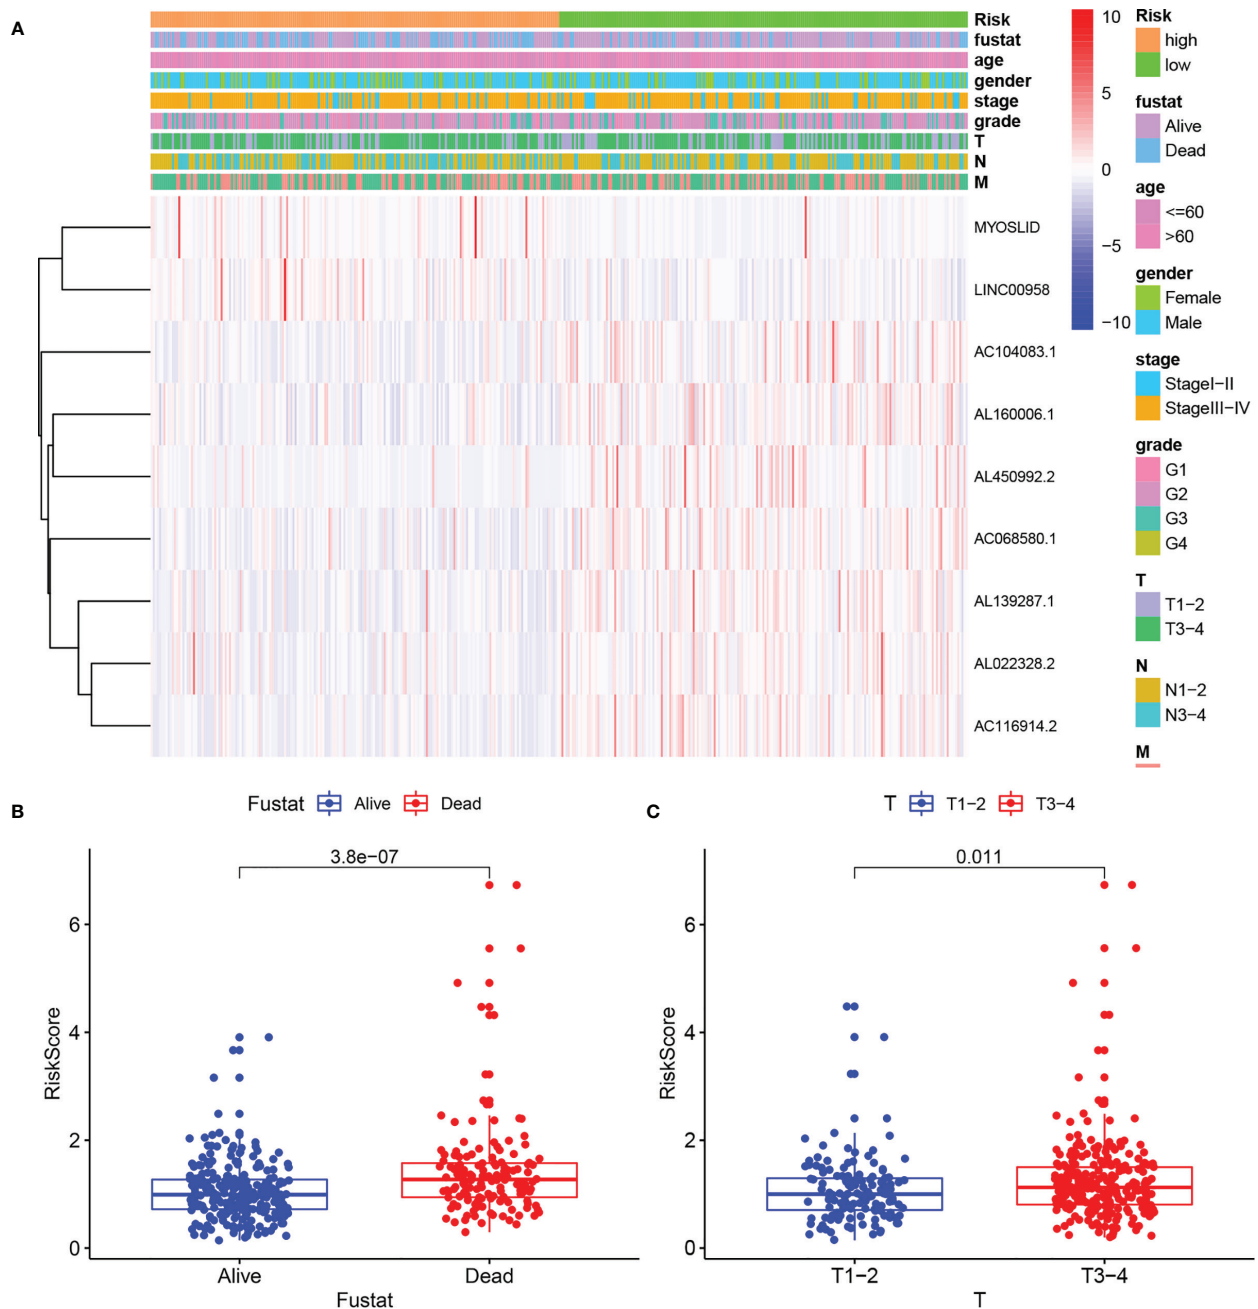 A
Risk
fustat
age
gender
stage
grade
T
N
M
MYOSLID
LINC00958
AC104083.1
AL160006.1
AL450992.2
AC068580.1
AL139287.1
AL022328.2
AC116914.2
10
5
0
−5
−10
Risk
high
low
fustat
Alive
Dead
age
<=60
>60
gender
Female
Male
stage
StageI−II
StageIII−IV
grade
G1
G2
G3
G4
T
T1−2
T3−4
N
N1−2
N3−4
M
B
Fustat Alive Dead
3.8e−07
6
4
2
0
RiskScore
Alive Dead
Fustat
C
T T1−2 T3−4
0.011
6
4
2
0
RiskScore
T1−2 T3−4
T